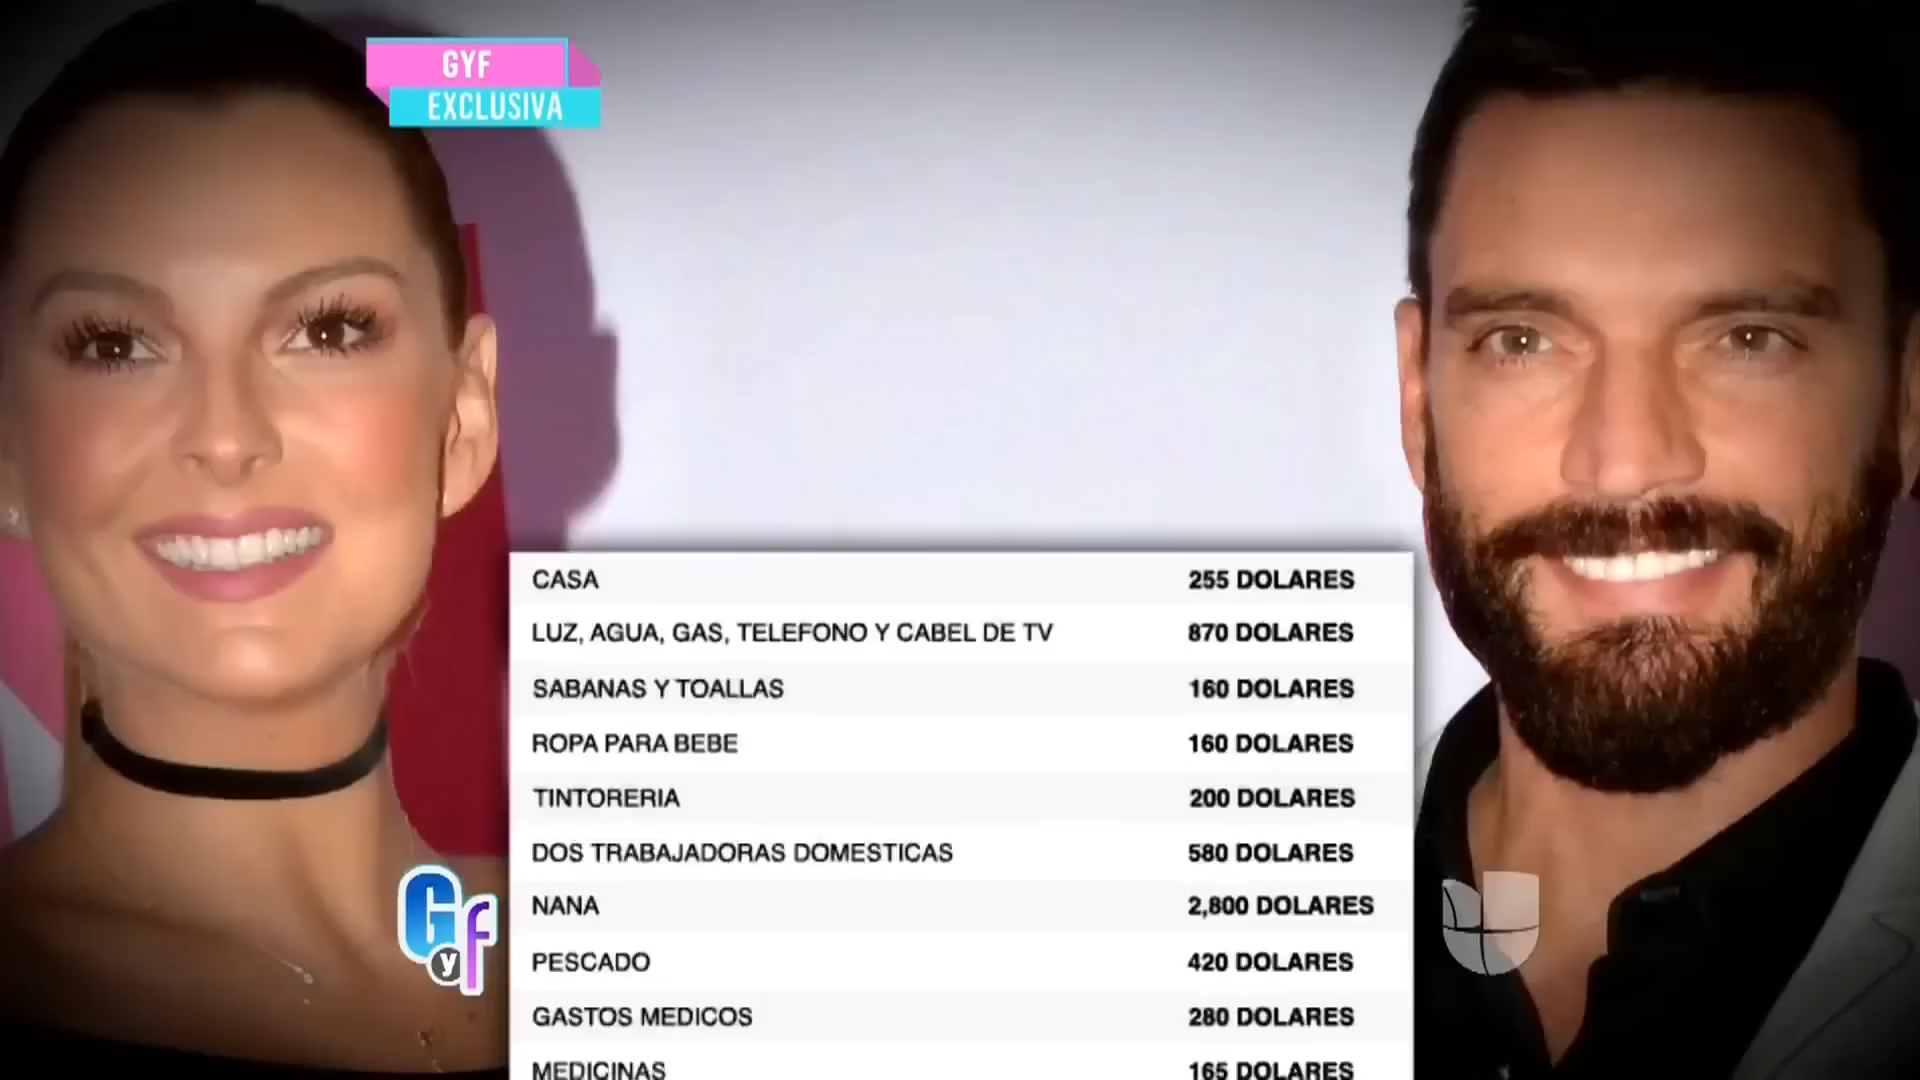 GYF
EXCLUSIVA
CASA 255 DOLARES
LUZ, AGUA, GAS, TELEFONO Y CABEL DE TV 870 DOLARES
SABANAS Y TOALLAS 160 DOLARES
ROPA PARA BEBE 160 DOLARES
TINTORERIA 200 DOLARES
DOS TRABAJADORAS DOMESTICAS 580 DOLARES
NANA 2,800 DOLARES
PESCADO 420 DOLARES
GASTOS MEDICOS 280 DOLARES
MEDICINAS 165 DOLARES
G y f